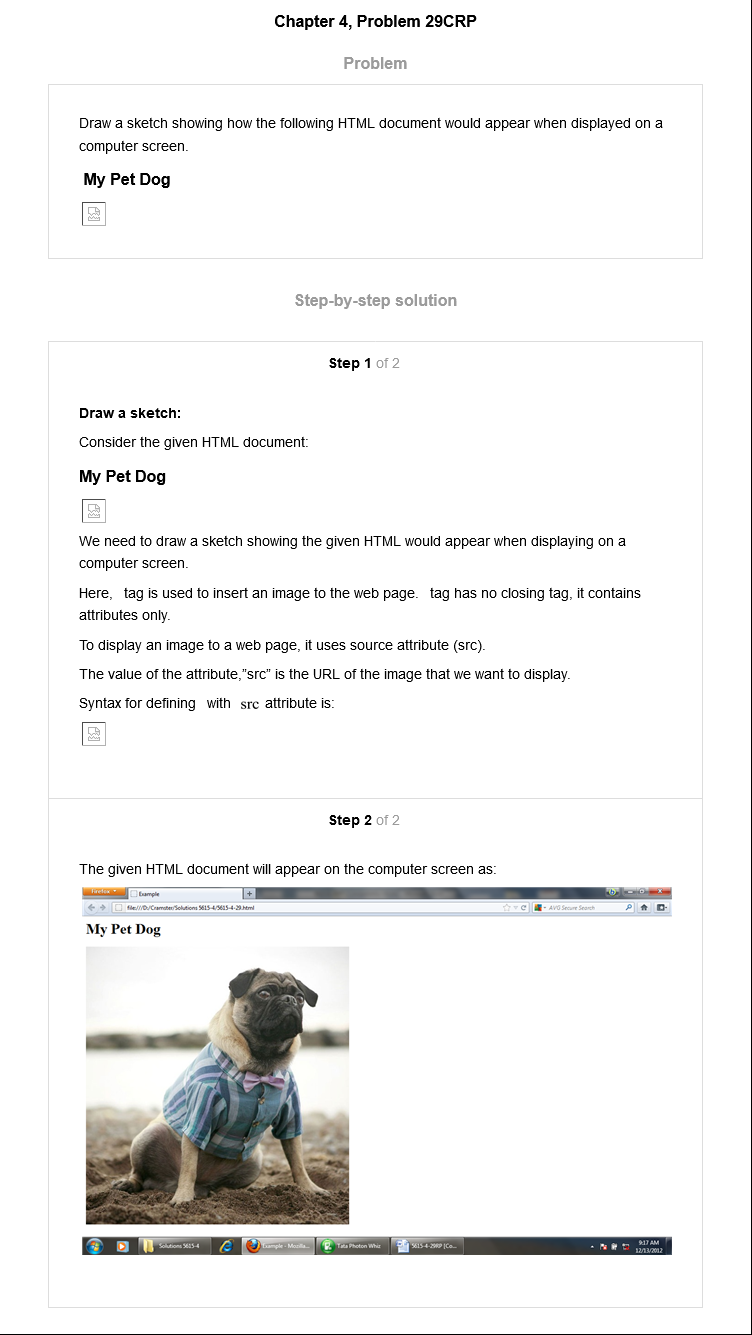 Chapter 4, Problem 29CRP
Problem
Draw a sketch showing how the following HTML document would appear when displayed on a
computer screen.
My Pet Dog
Step-by-step solution
Step 1 of 2
Draw a sketch:
Consider the given HTML document:
My Pet Dog
We need to draw a sketch showing the given HTML would appear when displaying on a
computer screen.
Here, tag is used to insert an image to the web page. tag has no closing tag, it contains
attributes only.
To display an image to a web page, it uses source attribute (src).
The value of the attribute,”src” is the URL of the image that we want to display.
Syntax for defining with src attribute is:
Step 2 of 2
The given HTML document will appear on the computer screen as:
Firefox
Example
file:///D:/Cramster/Solutions 5615-4/5615-4-29.html
AVG Secure Search
My Pet Dog
Solutions 5615-4
Example - Mozilla...
Tata Photon Whiz
5615-4-29RP [Co...
9:17 AM
12/13/2012